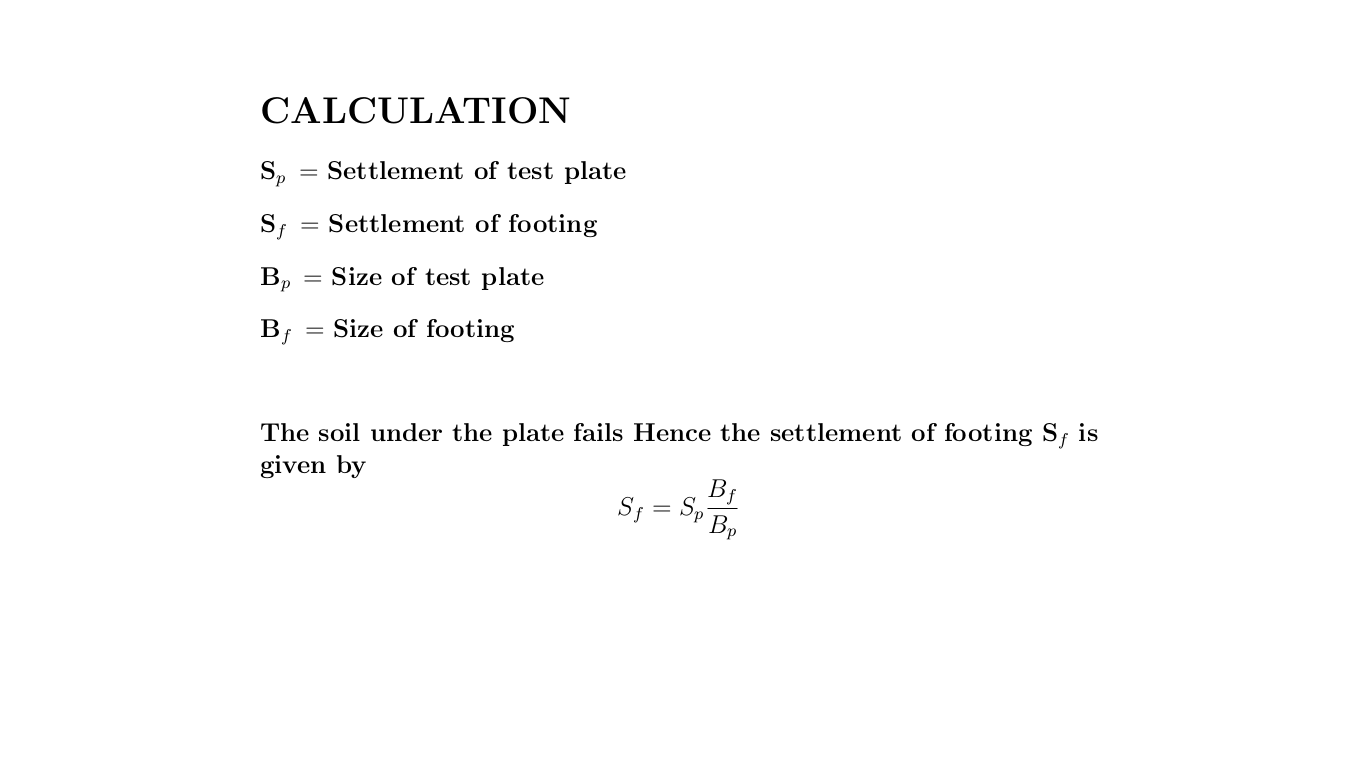 CALCULATION
S_p = Settlement of test plate
S_f = Settlement of footing
B_p = Size of test plate
B_f = Size of footing
The soil under the plate fails Hence the settlement of footing S_f is
given by
S_f = S_p \frac{B_f}{B_p}